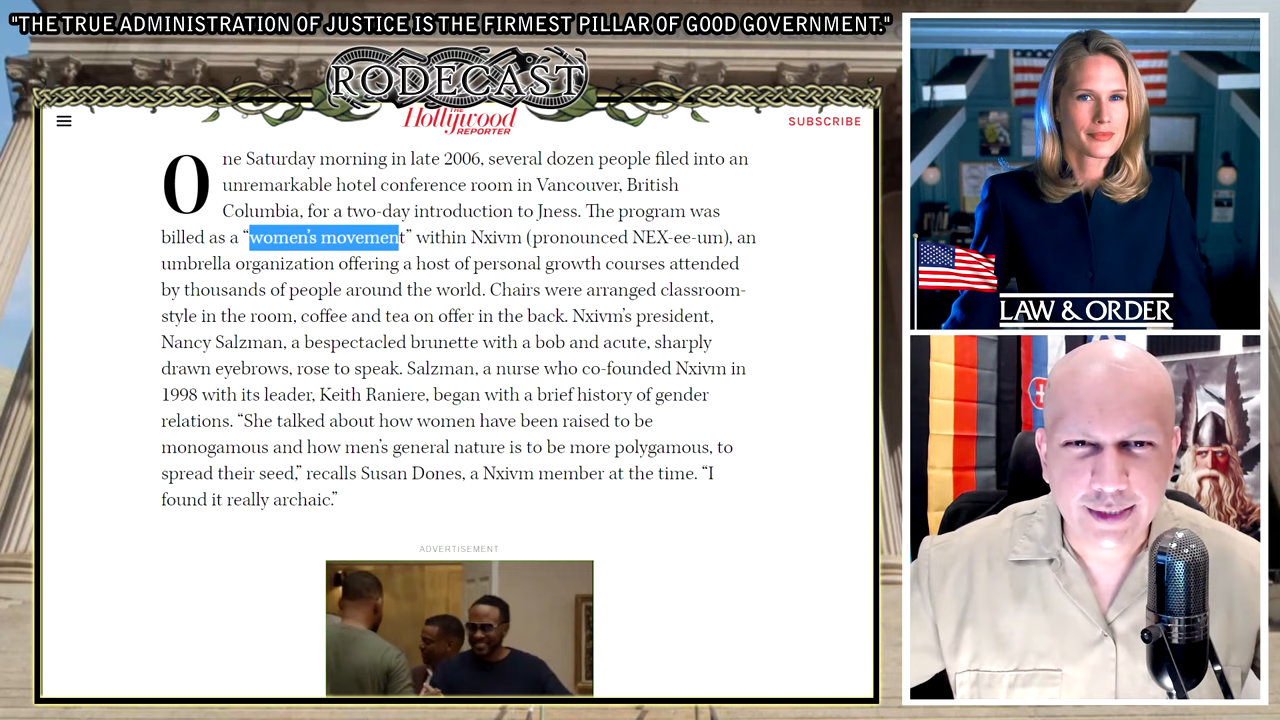 "THE TRUE ADMINISTRATION OF JUSTICE IS THE FIRMEST PILLAR OF GOOD GOVERNMENT."
RODECAST
THE
Hollywood
REPORTER
SUBSCRIBE
One Saturday morning in late 2006, several dozen people filed into an
unremarkable hotel conference room in Vancouver, British
Columbia, for a two-day introduction to Jness. The program was
billed as a “women’s movement” within Nxivm (pronounced NEX-ee-um), an
umbrella organization offering a host of personal growth courses attended
by thousands of people around the world. Chairs were arranged classroom-
style in the room, coffee and tea on offer in the back. Nxivm’s president,
Nancy Salzman, a bespectacled brunette with a bob and acute, sharply
drawn eyebrows, rose to speak. Salzman, a nurse who co-founded Nxivm in
1998 with its leader, Keith Raniere, began with a brief history of gender
relations. “She talked about how women have been raised to be
monogamous and how men’s general nature is to be more polygamous, to
spread their seed,” recalls Susan Dones, a Nxivm member at the time. “I
found it really archaic.”
ADVERTISEMENT
LAW & ORDER